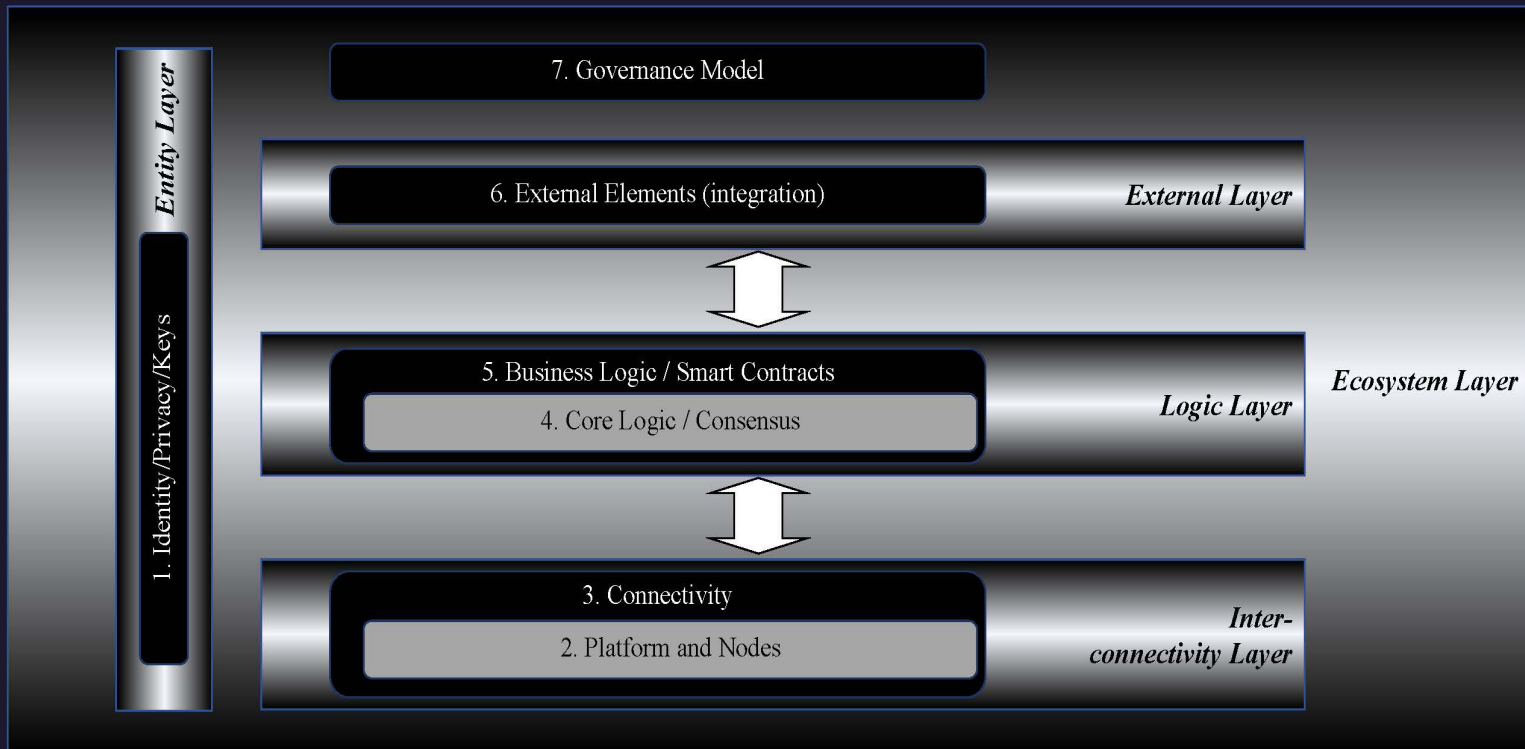 Entity Layer
1. Identity/Privacy/Keys
7. Governance Model
6. External Elements (integration)
External Layer
5. Business Logic / Smart Contracts
4. Core Logic / Consensus
Logic Layer
Ecosystem Layer
3. Connectivity
2. Platform and Nodes
Inter-
connectivity Layer